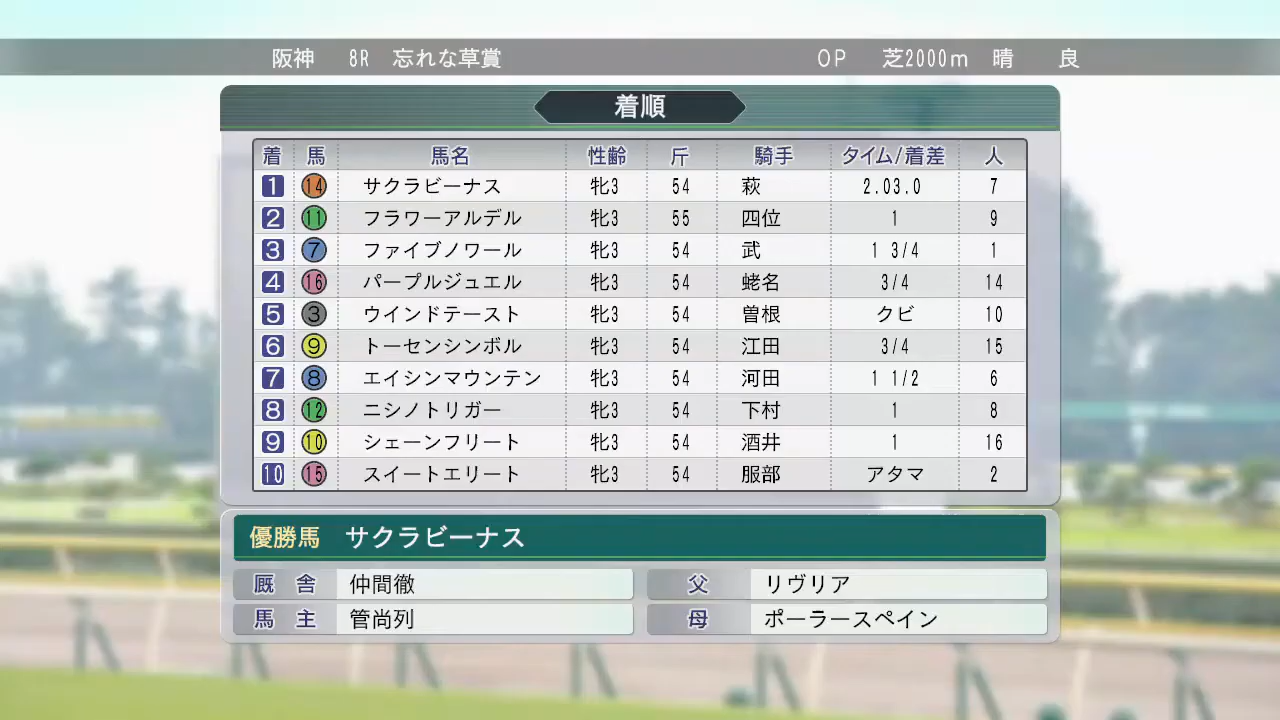 阪神 8R 忘れな草賞 OP 芝2000m 晴 良
着順
着 馬 馬名 性齢 斤 騎手 タイム/着差 人
1 14 サクラビーナス 牝3 54 萩 2.03.0 7
2 11 フラワーアルデル 牝3 55 四位 1 9
3 7 ファイブノワール 牝3 54 武 1 3/4 1
4 16 パープルジュエル 牝3 54 蛯名 3/4 14
5 3 ウインドテースト 牝3 54 曽根 クビ 10
6 9 トーセンシンボル 牝3 54 江田 3/4 15
7 8 エイシンマウンテン 牝3 54 河田 1 1/2 6
8 12 ニシノトリガー 牝3 54 下村 1 8
9 10 シェーンフリート 牝3 54 酒井 1 16
10 15 スイートエリート 牝3 54 服部 アタマ 2
優勝馬 サクラビーナス
厩舎 仲間徹 父 リヴリア
馬主 管尚列 母 ポーラースペイン